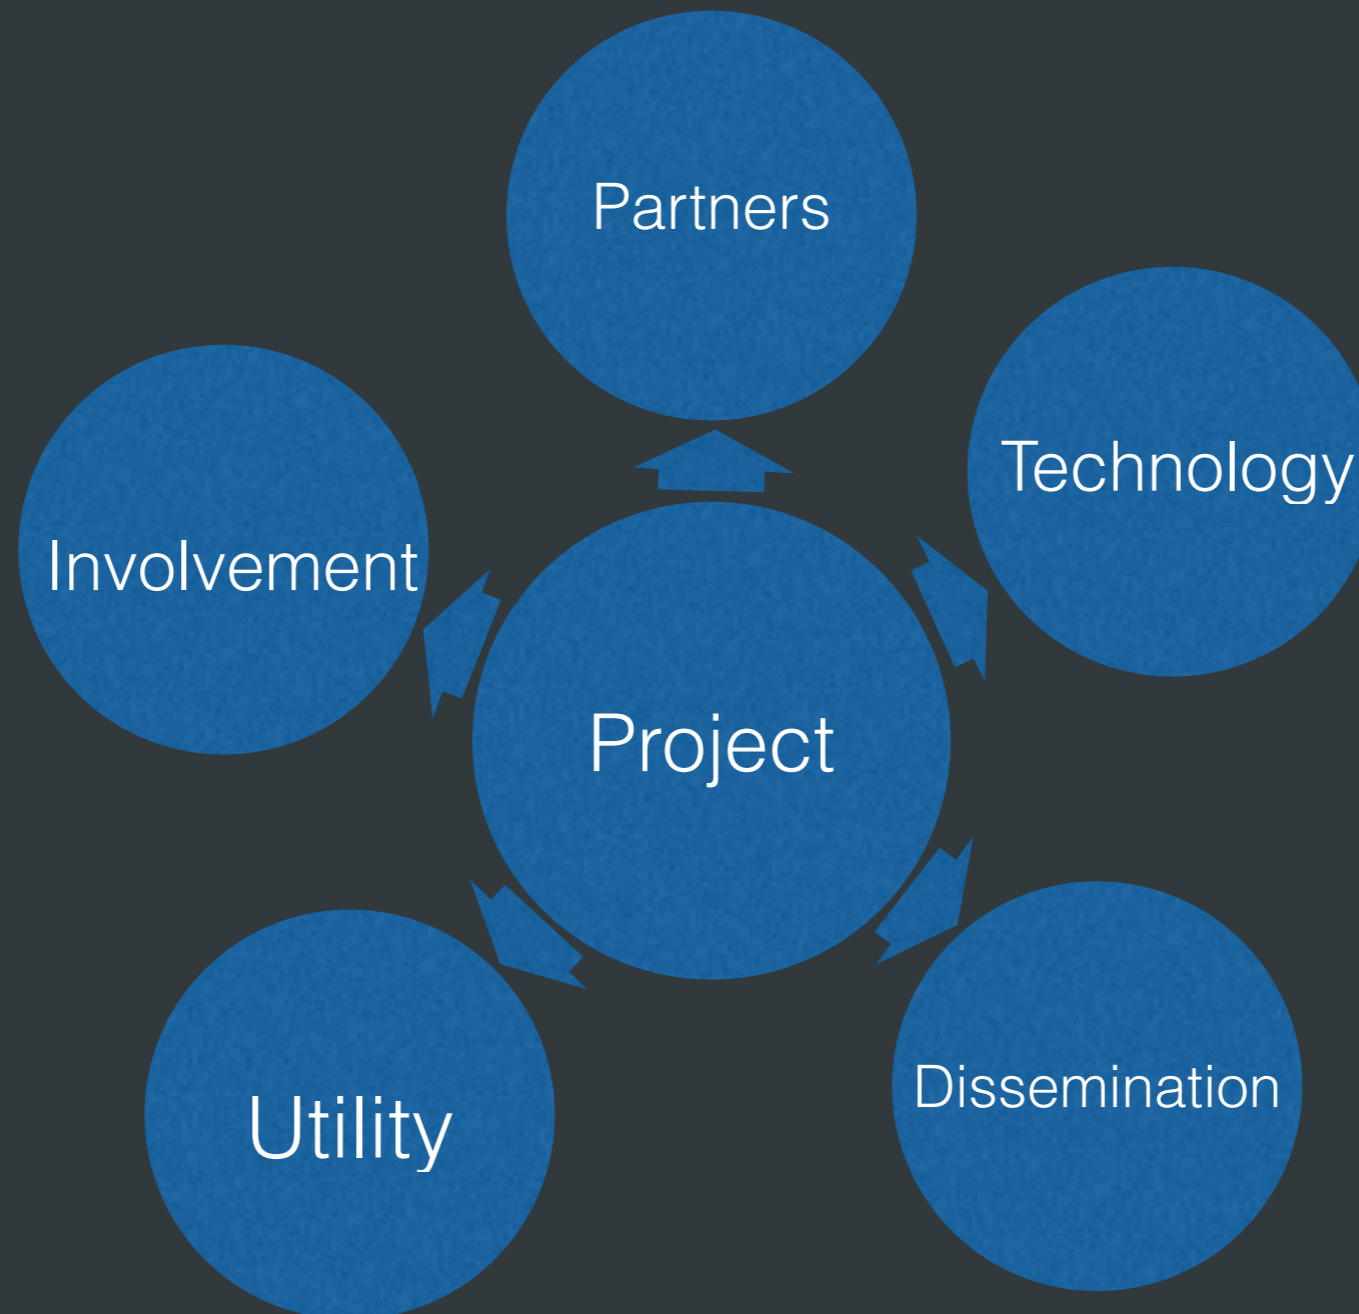 Partners
Technology
Involvement
Project
Dissemination
Utility